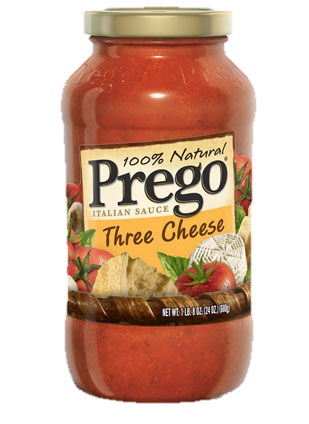 100% Natural
Prego®
ITALIAN SAUCE
Three Cheese
NET WT. 1 LB. 8 OZ. (24 OZ.) (680g)